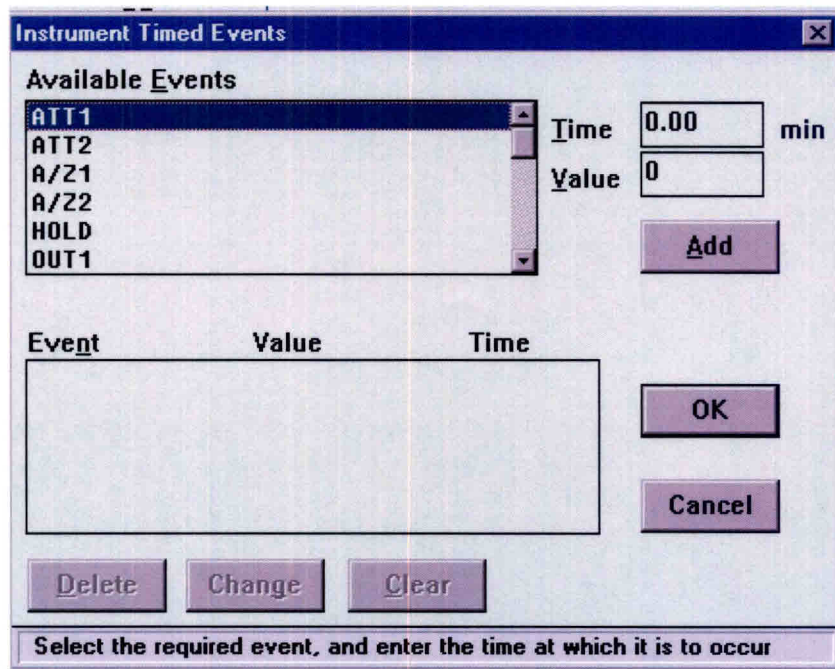 Instrument Timed Events
Available Events
ATT1
ATT2
A/Z1
A/Z2
HOLD
OUT1
Time 0.00 min
Value 0
Add
Event Value Time
OK
Cancel
Delete Change Clear
Select the required event, and enter the time at which it is to occur